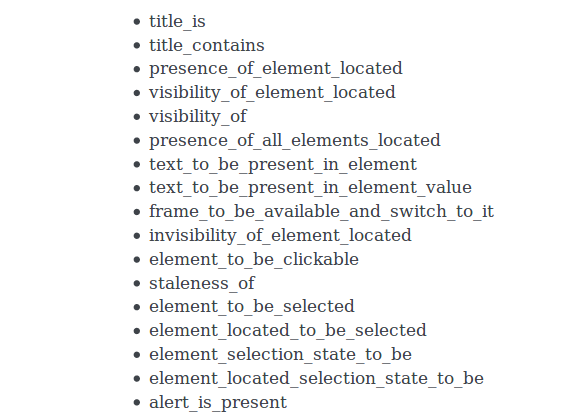 title_is
title_contains
presence_of_element_located
visibility_of_element_located
visibility_of
presence_of_all_elements_located
text_to_be_present_in_element
text_to_be_present_in_element_value
frame_to_be_available_and_switch_to_it
invisibility_of_element_located
element_to_be_clickable
staleness_of
element_to_be_selected
element_located_to_be_selected
element_selection_state_to_be
element_located_selection_state_to_be
alert_is_present